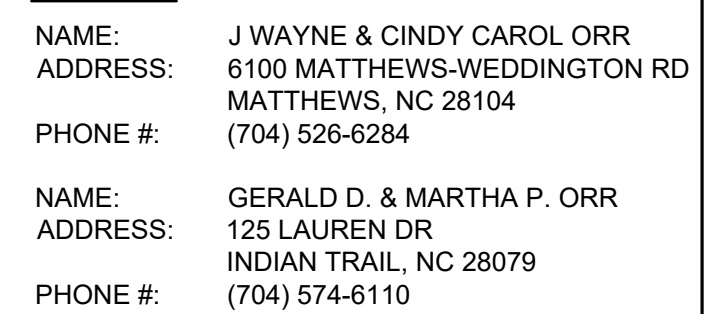 NAME: J WAYNE & CINDY CAROL ORR
ADDRESS: 6100 MATTHEWS-WEDDINGTON RD
MATTHEWS, NC 28104
PHONE #: (704) 526-6284
NAME: GERALD D. & MARTHA P. ORR
ADDRESS: 125 LAUREN DR
INDIAN TRAIL, NC 28079
PHONE #: (704) 574-6110